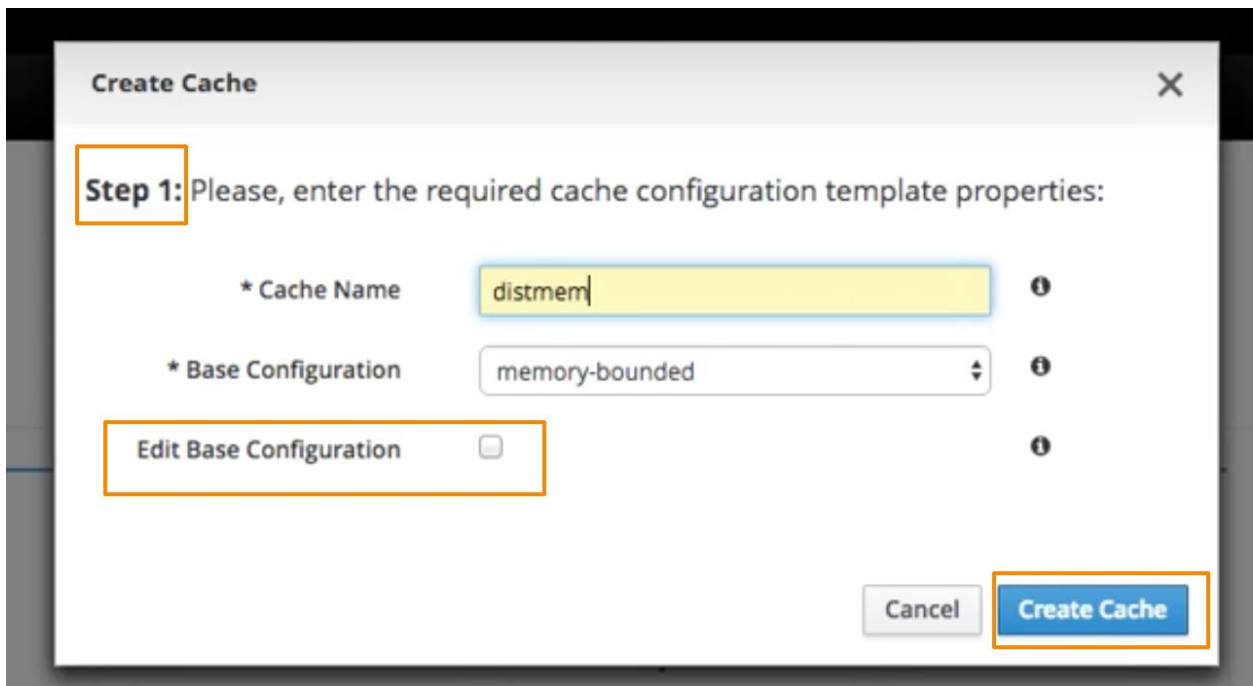 Create Cache
Step 1: Please, enter the required cache configuration template properties:
* Cache Name
distmem
* Base Configuration
memory-bounded
Edit Base Configuration
Cancel
Create Cache